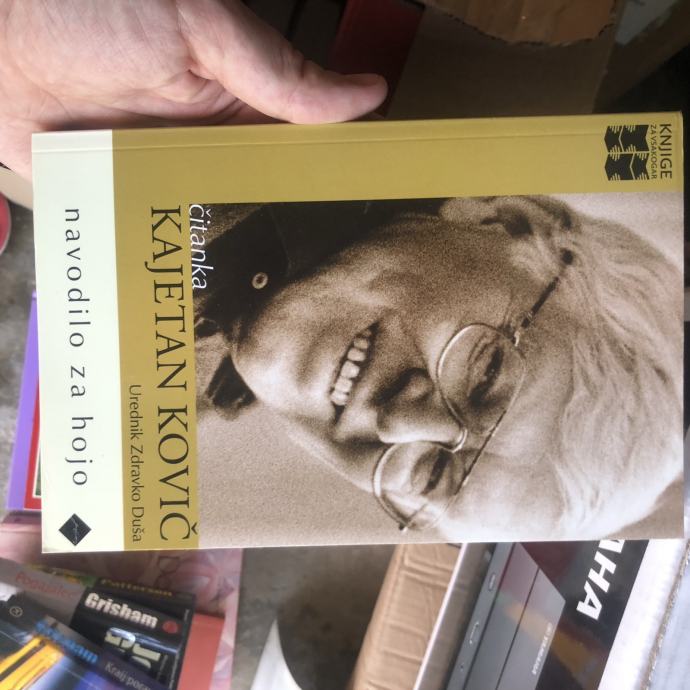 KNJIGE
ZA VSAKOGAR
čitanka
KAJETAN KOVIČ
Urednik Zdravko Duša
navodilo za hojo
Patterson
Grisham